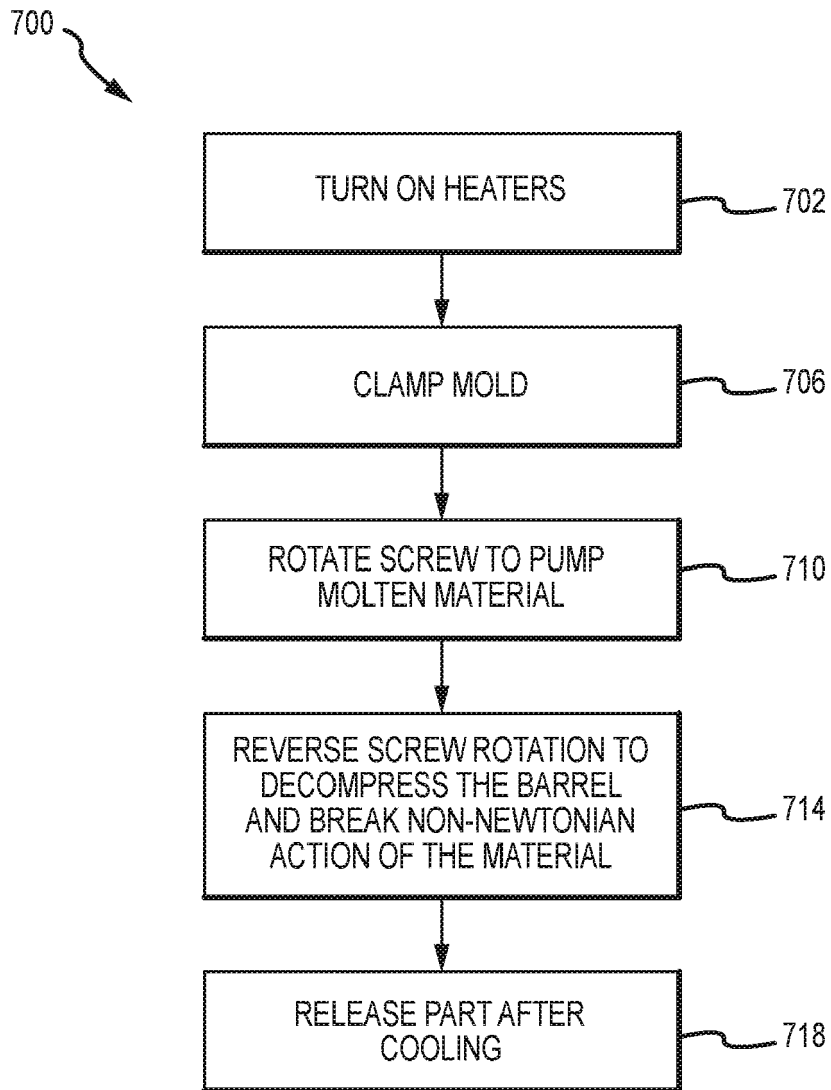 700
TURN ON HEATERS
702
CLAMP MOLD
706
ROTATE SCREW TO PUMP
MOLTEN MATERIAL
710
REVERSE SCREW ROTATION TO
DECOMPRESS THE BARREL
AND BREAK NON-NEWTONIAN
ACTION OF THE MATERIAL
714
RELEASE PART AFTER
COOLING
718